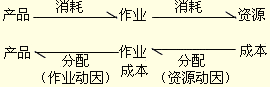 消耗 消耗
产品 作业 资源
产品 作业 成本
分配 成本 分配
（作业动因） （资源动因）